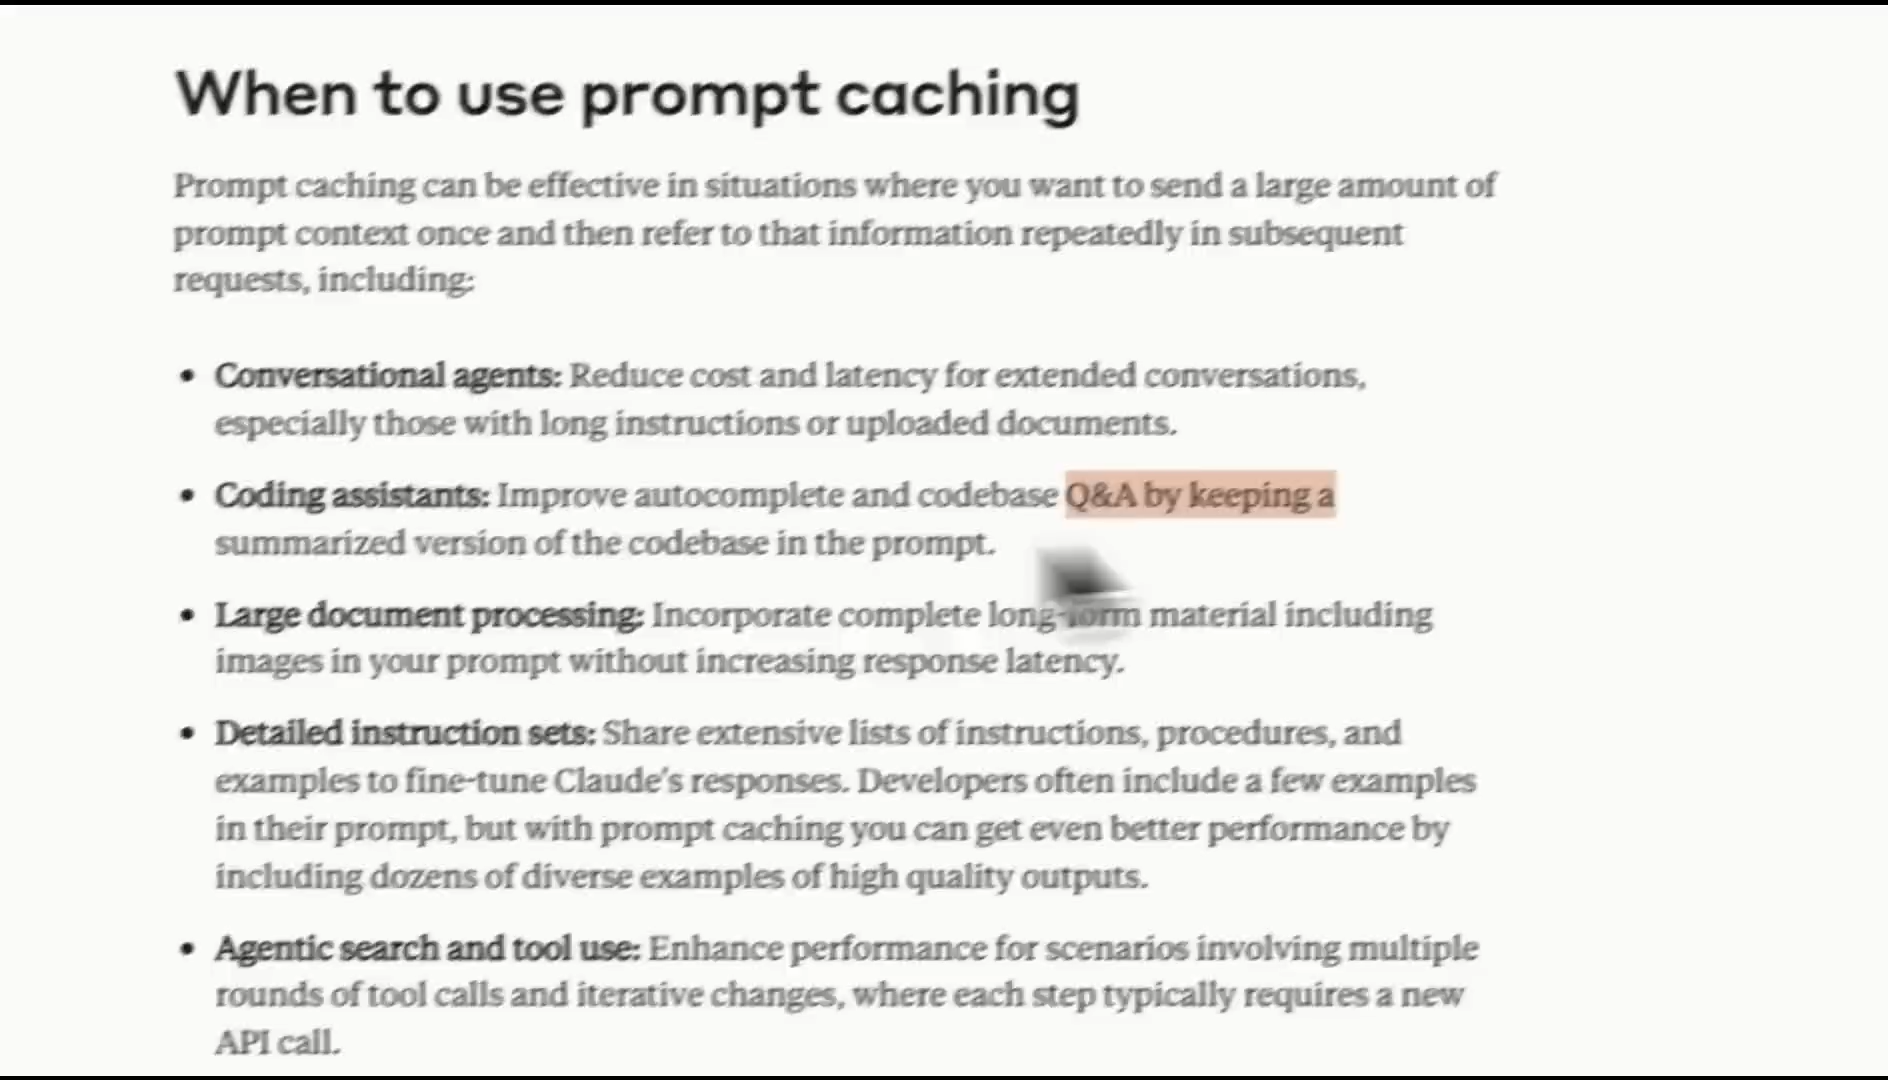 When to use prompt caching
Prompt caching can be effective in situations where you want to send a large amount of
prompt context once and then refer to that information repeatedly in subsequent
requests, including:
• Conversational agents: Reduce cost and latency for extended conversations,
especially those with long instructions or uploaded documents.
• Coding assistants: Improve autocomplete and codebase Q&A by keeping a
summarized version of the codebase in the prompt.
• Large document processing: Incorporate complete long-form material including
images in your prompt without increasing response latency.
• Detailed instruction sets: Share extensive lists of instructions, procedures, and
examples to fine-tune Claude's responses. Developers often include a few examples
in their prompt, but with prompt caching you can get even better performance by
including dozens of diverse examples of high quality outputs.
• Agentic search and tool use: Enhance performance for scenarios involving multiple
rounds of tool calls and iterative changes, where each step typically requires a new
API call.